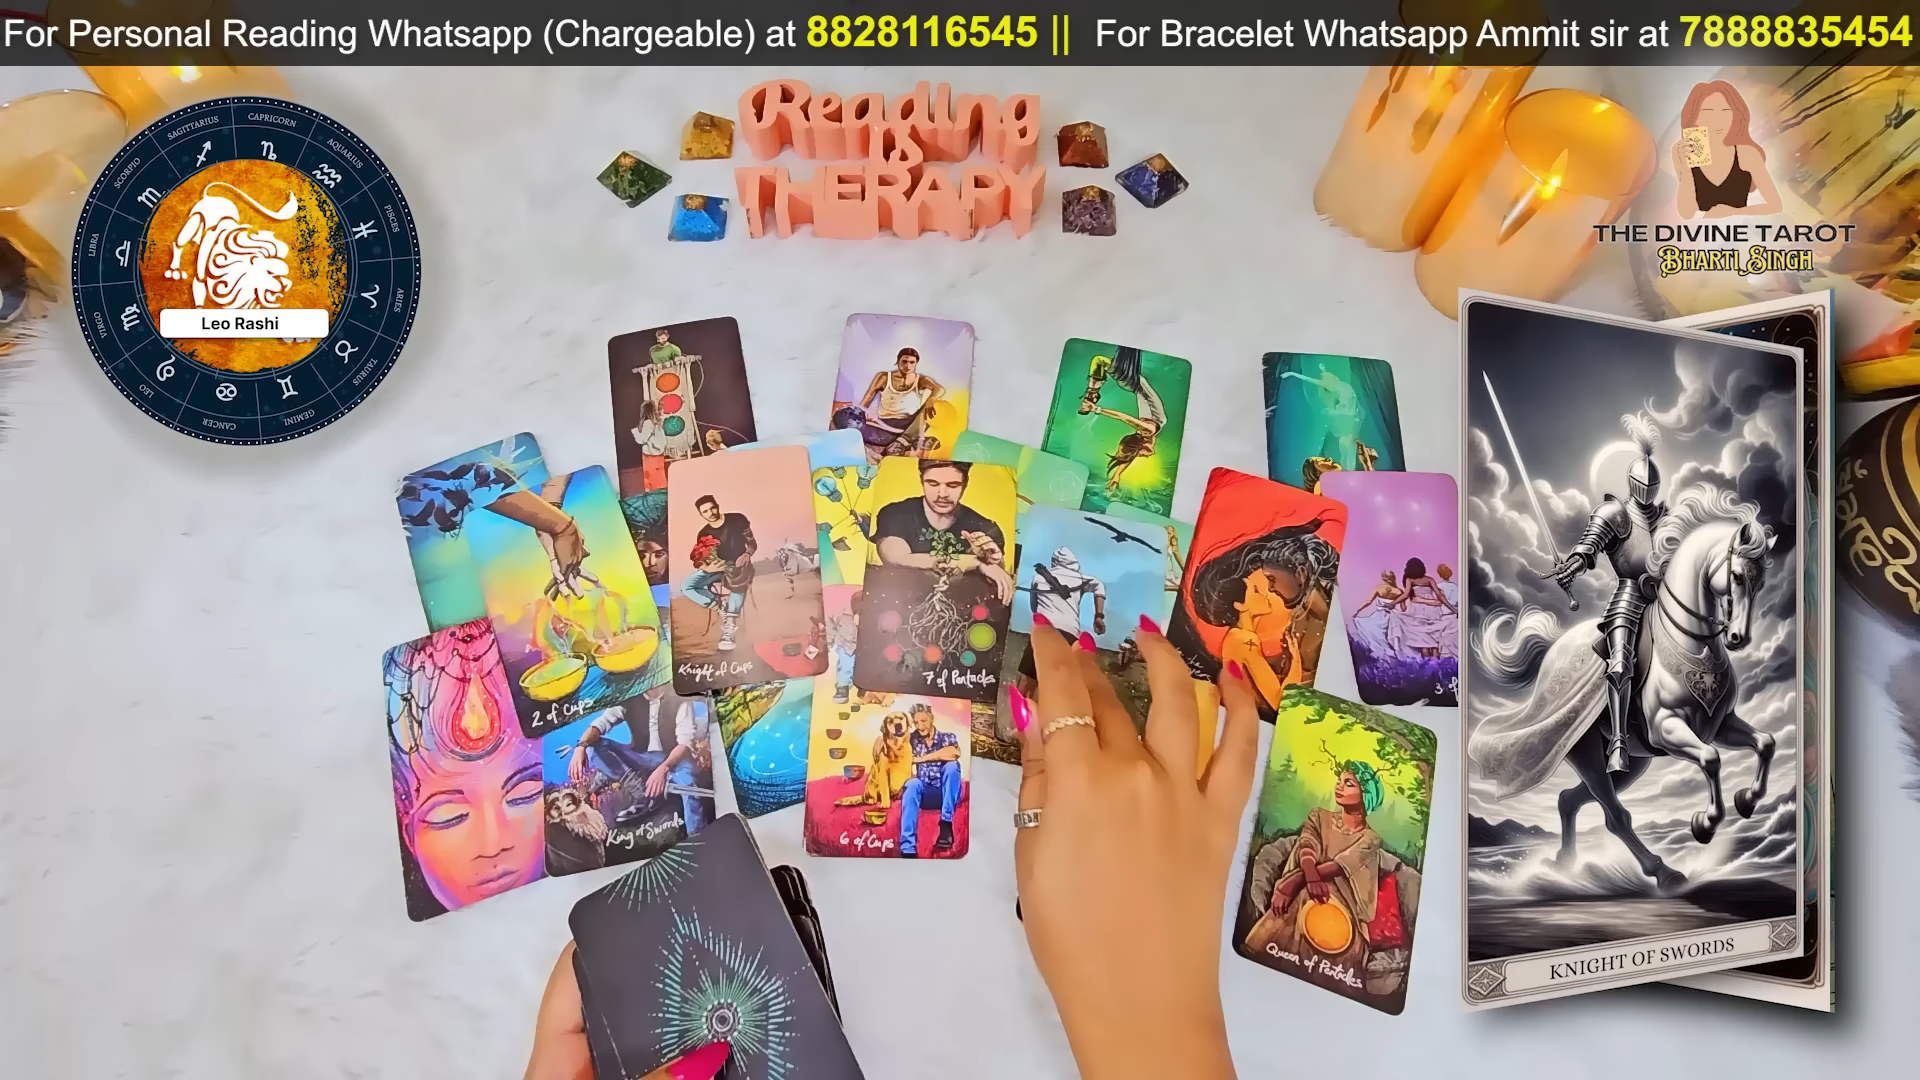 For Personal Reading Whatsapp (Chargeable) at 8828116545 || For Bracelet Whatsapp Ammit sir at 7888835454
Reading
is
THERAPY
SAGITTARIUS
CAPRICORN
AQUARIUS
PISCES
ARIES
TAURUS
GEMINI
CANCER
LEO
VIRGO
LIBRA
SCORPIO
Leo Rashi
THE DIVINE TAROT
BHARTI SINGH
Knight of Cups
7 of Pentacles
2 of Cups
King of Swords
6 of Cups
Queen of Pentacles
KNIGHT OF SWORDS